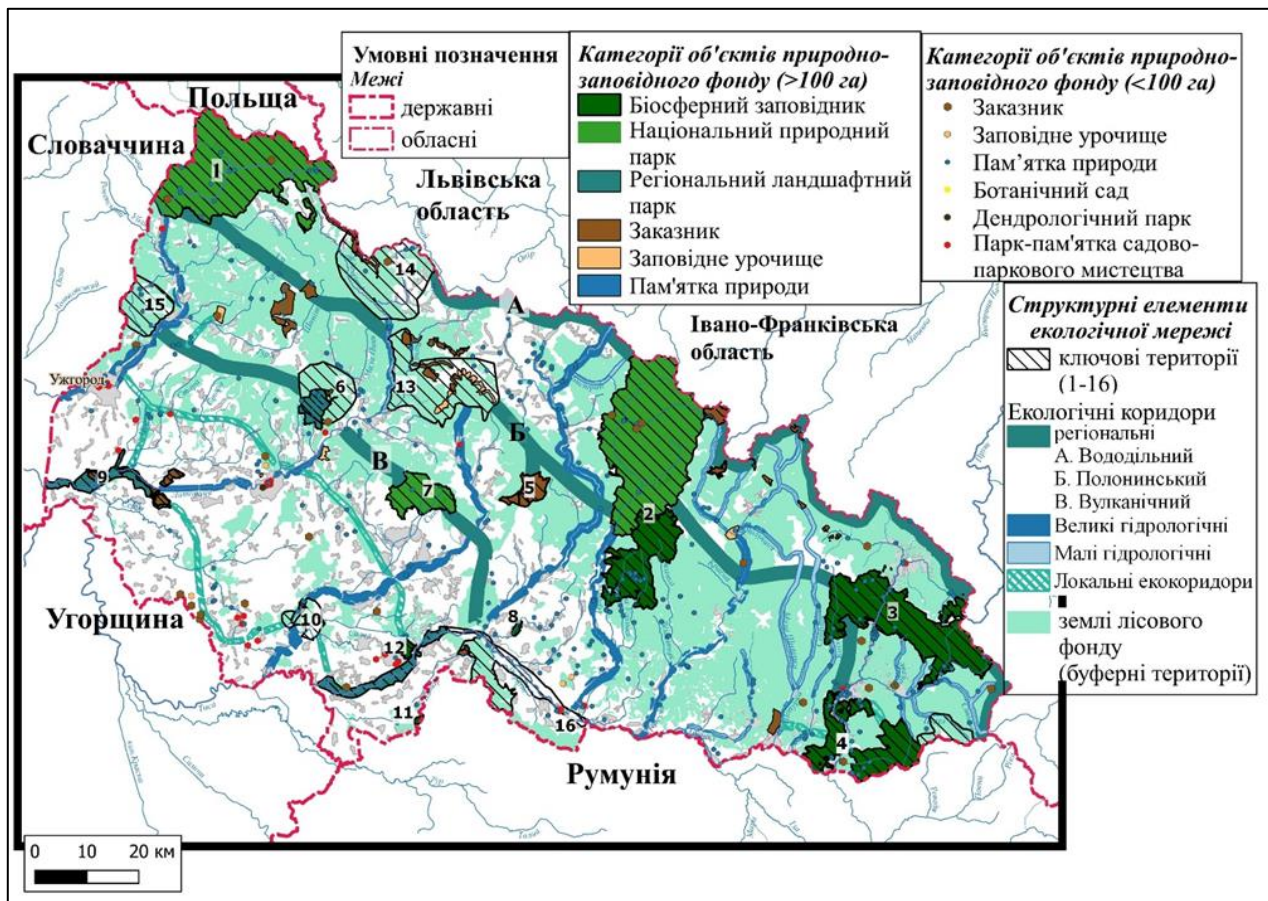 Умовні позначення
Межі
державні
обласні
Категорії об'єктів природно-
заповідного фонду (>100 га)
Біосферний заповідник
Національний природний
парк
Регіональний ландшафтний
парк
Заказник
Заповідне урочище
Пам'ятка природи
Категорії об'єктів природно-
заповідного фонду (<100 га)
Заказник
Заповідне урочище
Пам’ятка природи
Ботанічний сад
Дендрологічний парк
Парк-пам'ятка садово-
паркового мистецтва
Структурні елементи
екологічної мережі
ключові території
(1-16)
Екологічні коридори
регіональні
А. Вододільний
Б. Полонинський
В. Вулканічний
Великі гідрологічні
Малі гідрологічні
Локальні екокоридори
землі лісового
фонду
(буферні території)
Польща
Словаччина
Львівська
область
Івано-Франківська
область
Угорщина
Румунія
Ужгород
1
14
15
А
6
13
Б
В
9
7
5
2
10
8
3
12
11
16
4
Тиса
0 10 20 км